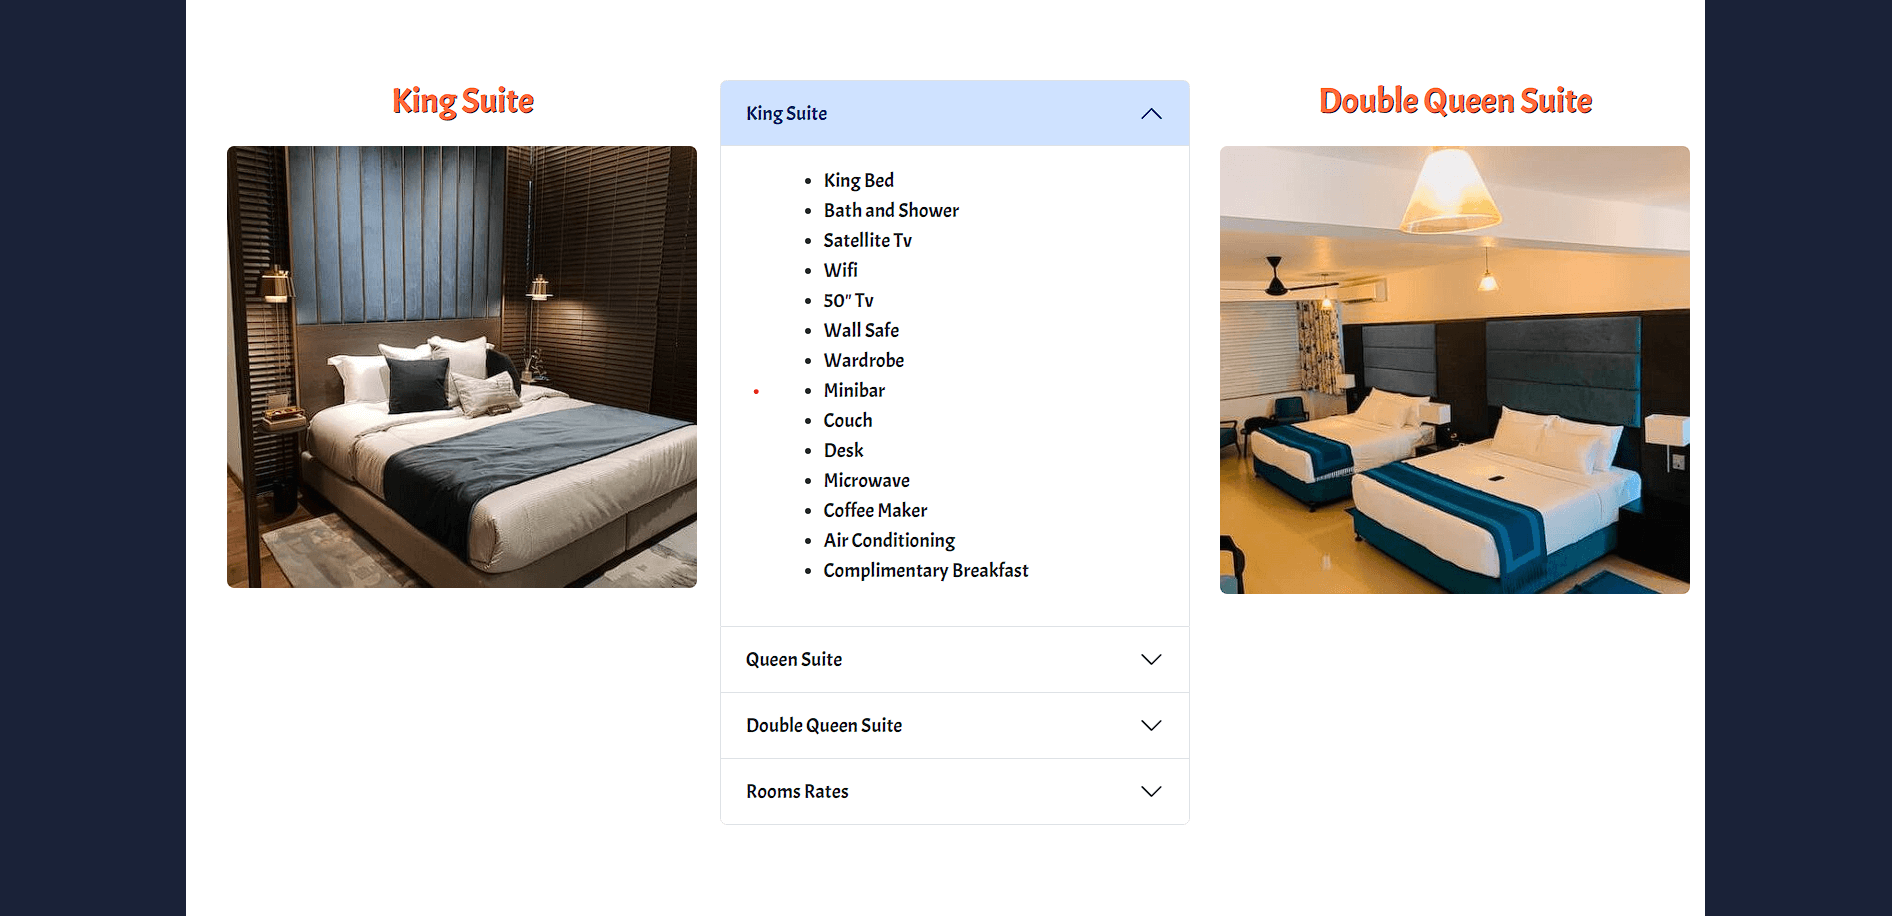 King Suite
King Suite
King Bed
Bath and Shower
Satellite Tv
Wifi
50" Tv
Wall Safe
Wardrobe
Minibar
Couch
Desk
Microwave
Coffee Maker
Air Conditioning
Complimentary Breakfast
Queen Suite
Double Queen Suite
Rooms Rates
Double Queen Suite